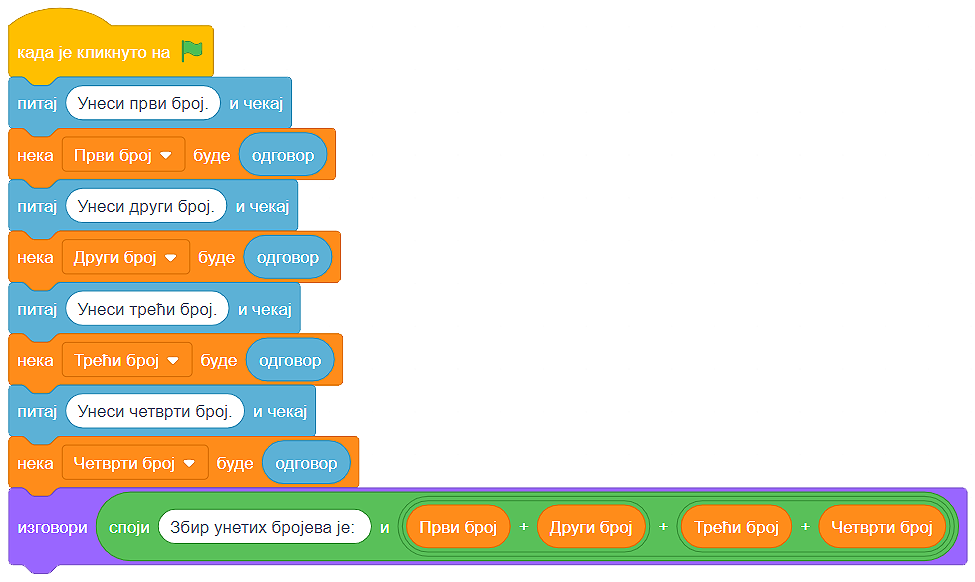 када је кликнуто на
питај Унеси први број. и чекај
нека Први број буде одговор
питај Унеси други број. и чекај
нека Други број буде одговор
питај Унеси трећи број. и чекај
нека Трећи број буде одговор
питај Унеси четврти број. и чекај
нека Четврти број буде одговор
изговори споји Збир унетих бројева је: и Први број + Други број + Трећи број + Четврти број